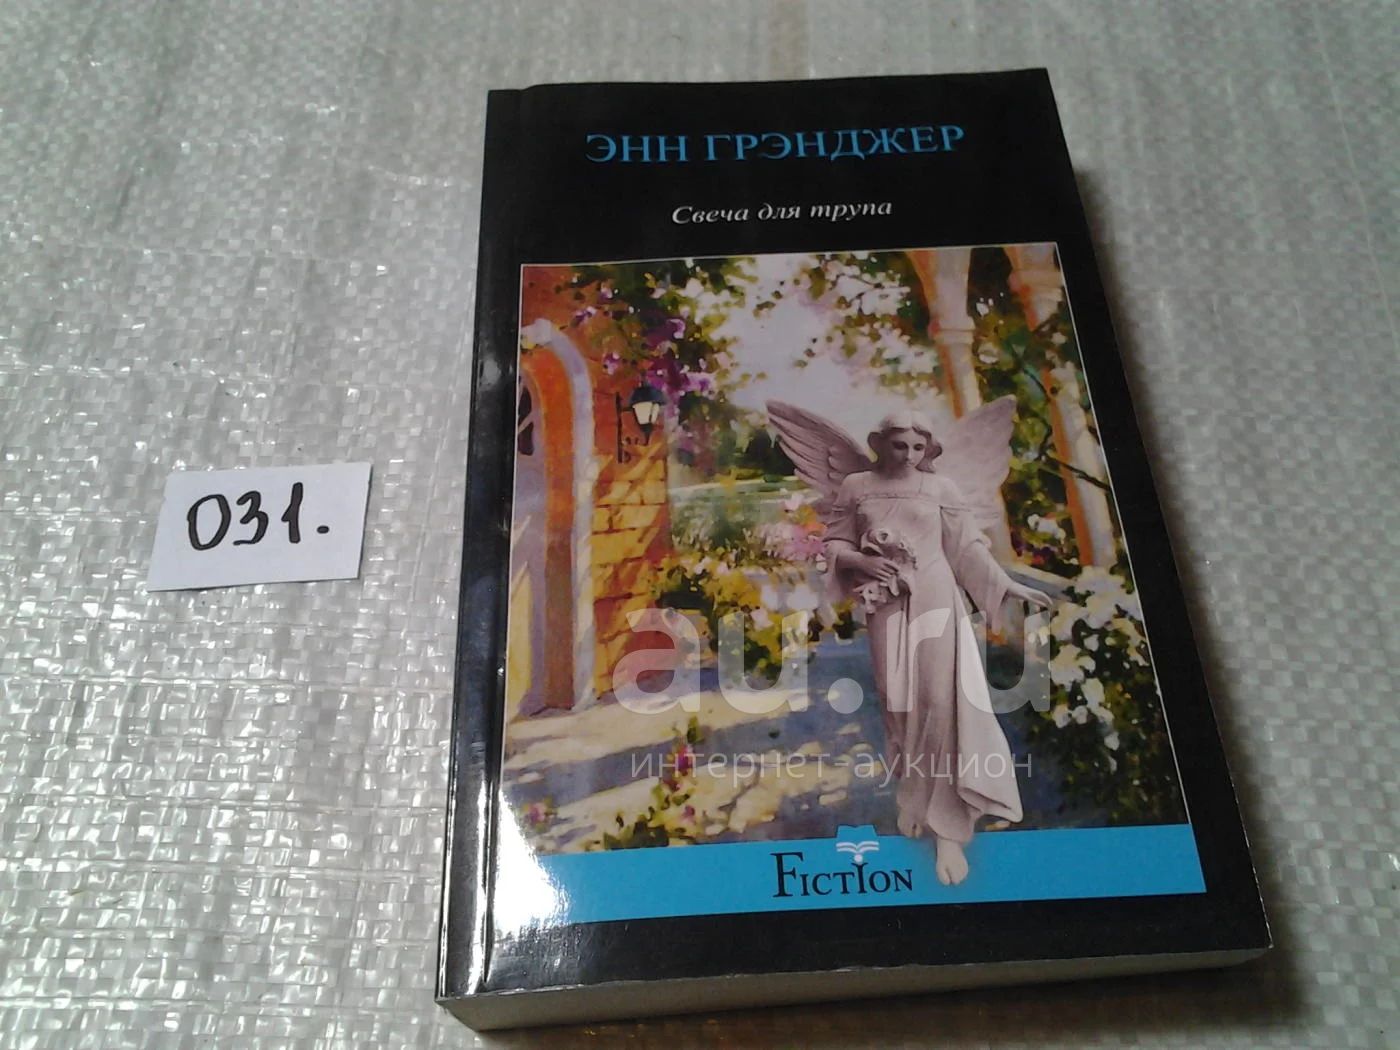 ЭНН ГРЭНДЖЕР
Свеча для трупа
031.
au.ru
интернет-аукцион
FICTION